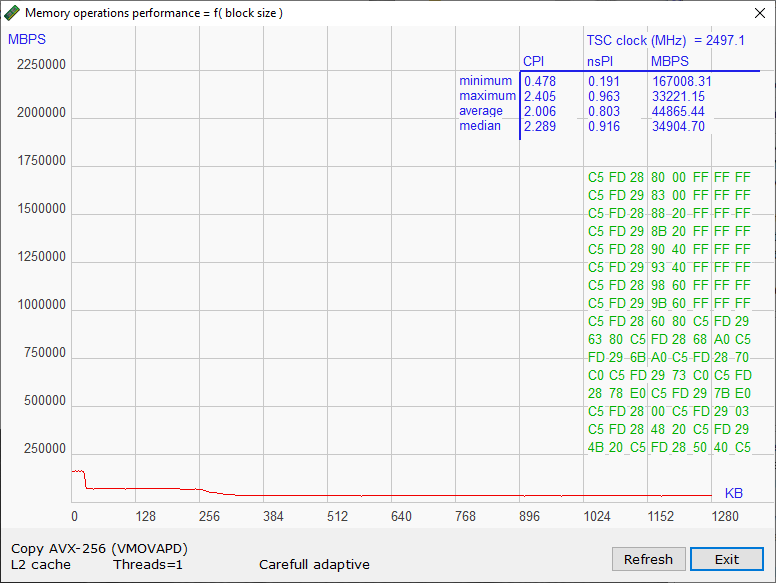 Memory operations performance = f( block size )
MBPS
TSC clock (MHz) = 2497.1
CPI nsPI MBPS
minimum 0.478 0.191 167008.31
maximum 2.405 0.963 33221.15
average 2.006 0.803 44865.44
median 2.289 0.916 34904.70
2250000
2000000
1750000
1500000
1250000
1000000
750000
500000
250000
C5 FD 28 80 00 FF FF FF
C5 FD 29 83 00 FF FF FF
C5 FD 28 88 20 FF FF FF
C5 FD 29 8B 20 FF FF FF
C5 FD 28 90 40 FF FF FF
C5 FD 29 93 40 FF FF FF
C5 FD 28 98 60 FF FF FF
C5 FD 29 9B 60 FF FF FF
C5 FD 28 60 80 C5 FD 29
63 80 C5 FD 28 68 A0 C5
FD 29 6B A0 C5 FD 28 70
C0 C5 FD 29 73 C0 C5 FD
28 78 E0 C5 FD 29 7B E0
C5 FD 28 00 C5 FD 29 03
C5 FD 28 48 20 C5 FD 29
4B 20 C5 FD 28 50 40 C5
KB
0 128 256 384 512 640 768 896 1024 1152 1280
Copy AVX-256 (VMOVAPD)
L2 cache Threads=1 Carefull adaptive
Refresh Exit